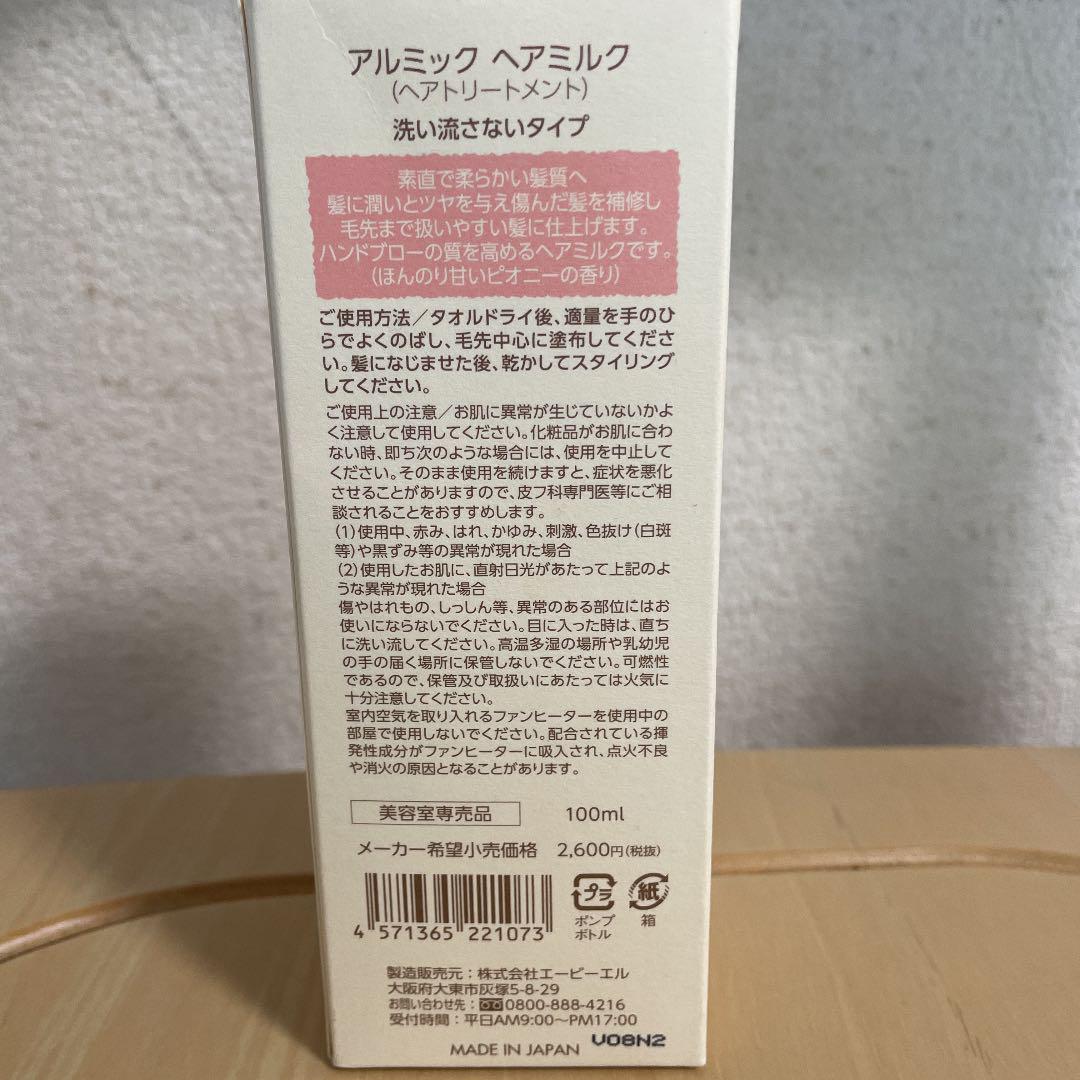 アルミック ヘアミルク
(ヘアトリートメント)
洗い流さないタイプ
素直で柔らかい髪質へ
髪に潤いとツヤを与え傷んだ髪を補修し
毛先まで扱いやすい髪に仕上げます。
ハンドブローの質を高めるヘアミルクです。
(ほんのり甘いピオニーの香り)
ご使用方法/タオルドライ後、適量を手のひ
らでよくのばし、毛先中心に塗布してくださ
い。髪になじませた後、乾かしてスタイリング
してください。
ご使用上の注意/お肌に異常が生じていないかよ
く注意して使用してください。化粧品がお肌に合わ
ない時、即ち次のような場合には、使用を中止して
ください。そのまま使用を続けますと、症状を悪化
させることがありますので、皮フ科専門医等にご相
談されることをおすすめします。
(1)使用中、赤み、はれ、かゆみ、刺激、色抜け(白斑
等)や黒ずみ等の異常が現れた場合
(2)使用したお肌に、直射日光があたって上記のよ
うな異常が現れた場合
傷やはれもの、しっしん等、異常のある部位にはお
使いにならないでください。目に入った時は、直ち
に洗い流してください。高温多湿の場所や乳幼児
の手の届く場所に保管しないでください。可燃性
であるので、保管及び取扱いにあたっては火気に
十分注意してください。
室内空気を取り入れるファンヒーターを使用中の
部屋で使用しないでください。配合されている揮
発性成分がファンヒーターに吸入され、点火不良
や消火の原因となることがあります。
美容室専売品 100ml
メーカー希望小売価格 2,600円(税抜)
4 571365 221073
プラ 紙
ポンプ 箱
ボトル
製造販売元:株式会社エービーエル
大阪府大東市灰塚5-8-29
お問い合わせ先:0800-888-4216
受付時間:平日AM9:00〜PM17:00
MADE IN JAPAN V08N2